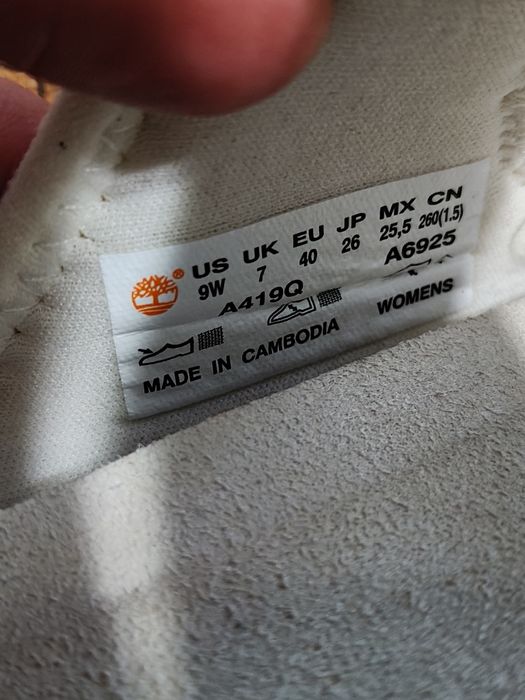 ® US UK EU JP MX CN
9W 7 40 26 25,5 260(1.5)
A419Q A6925
MADE IN CAMBODIA WOMENS